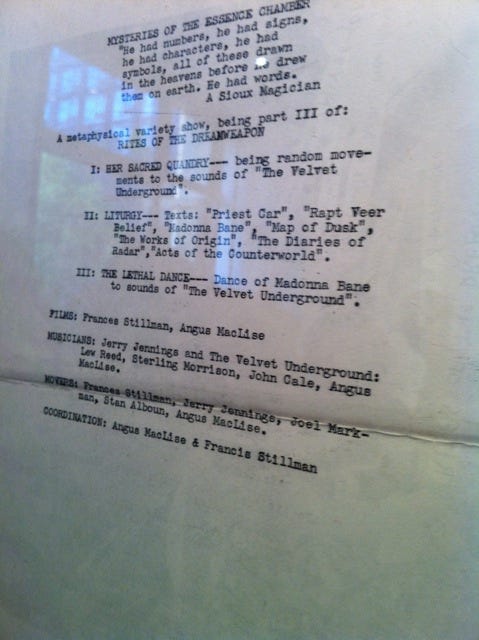 MYSTERIES OF THE ESSENCE CHAMBER
"He had numbers, he had signs,
he had characters, he had
symbols, all of these drawn
in the heavens before he drew
them on earth. He had words.
A Sioux Magician
A metaphysical variety show, being part III of:
RITES OF THE DREAMWEAPON
I: HER SACRED QUANDRY--- being random move-
ments to the sounds of "The Velvet
Underground".
II: LITURGY--- Texts: "Priest Car", "Rapt Veer
Belief", "Madonna Bane", "Map of Dusk",
"The Works of Origin", "The Diaries of
Radar","Acts of the Counterworld".
III: THE LETHAL DANCE--- Dance of Madonna Bane
to sounds of "The Velvet Underground".
FILMS: Frances Stillman, Angus MacLise
MUSICIANS: Jerry Jennings and The Velvet Underground:
Lew Reed, Sterling Morrison, John Cale, Angus
MacLise.
MOVERS: Frances Stillman, Jerry Jennings, Joel Mark-
man, Stan Alboun, Angus MacLise.
COORDINATION: Angus MacLise & Francis Stillman